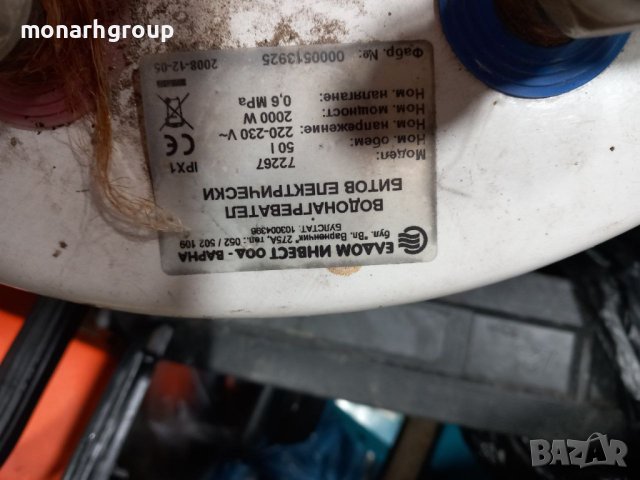 monarhgroup
ЕЛДОМ ИНВЕСТ ООД - ВАРНА
бул. "Вл. Варненчик" 275А, тел.: 052 / 502 109
БУЛСТАТ: 103004398
ВОДОНАГРЕВАТЕЛ
БИТОВ ЕЛЕКТРИЧЕСКИ
Модел: 72267 IPX1
Ном. обем: 50 l
Ном. напрежение: 220-230 V~
Ном. мощност: 2000 W
Ном. налягане: 0,6 MPa
Фабр. №: 0000513925 2008-12-05
BAZAR